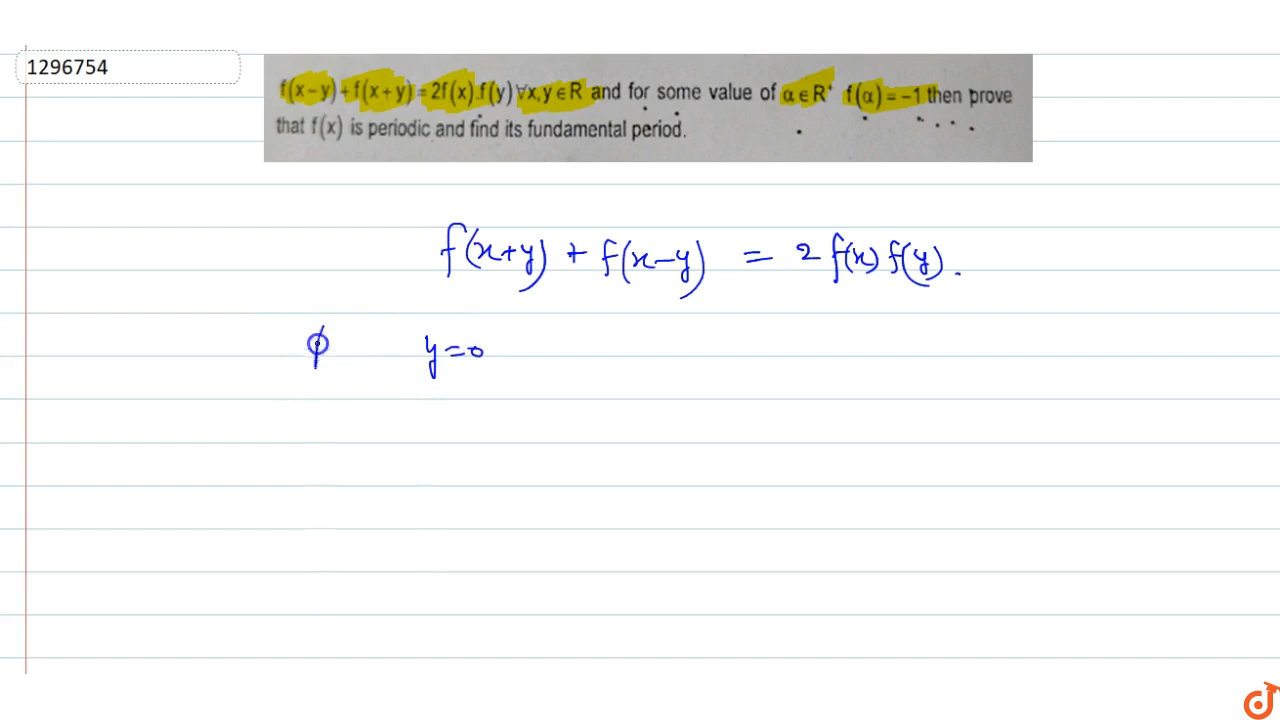 1296754
f(x-y)+f(x+y)=2f(x).f(y)∀x,y∈R and for some value of α∈R⁺ f(α)=-1 then prove
that f(x) is periodic and find its fundamental period.
f(x+y) + f(x-y) = 2 f(x) f(y).
y=0